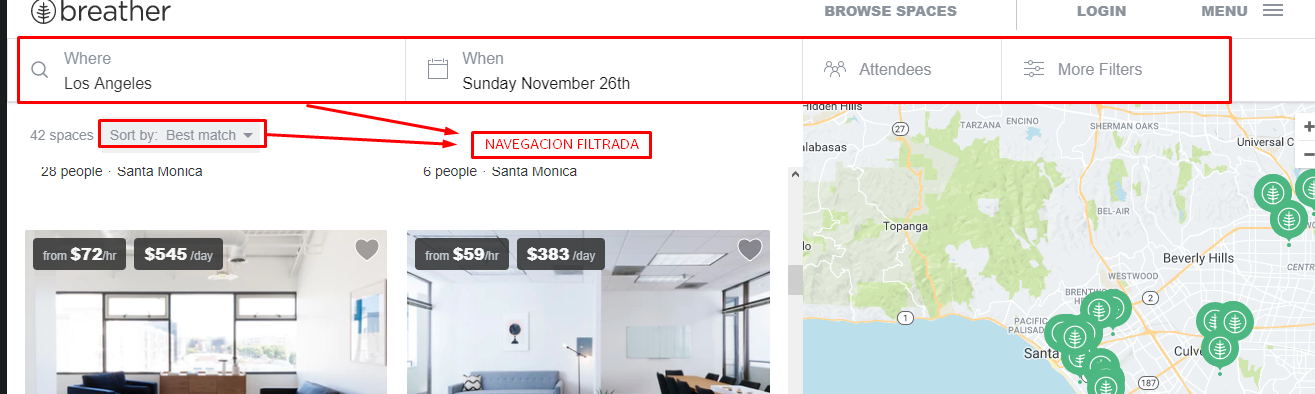 breather
BROWSE SPACES
LOGIN
MENU
Where
Los Angeles
When
Sunday November 26th
Attendees
More Filters
42 spaces
Sort by: Best match
NAVEGACION FILTRADA
28 people · Santa Monica
6 people · Santa Monica
from $72/hr
$545 /day
from $59/hr
$383 /day
Hidden Hills
27
TARZANA
ENCINO
SHERMAN OAKS
Universal C
alabasas
BEL-AIR
Topanga
Beverly Hills
WESTWOOD
CENTR
BRENTW
2
1
PACIFIC
PALISAD
Santa
Culve
187
+
−